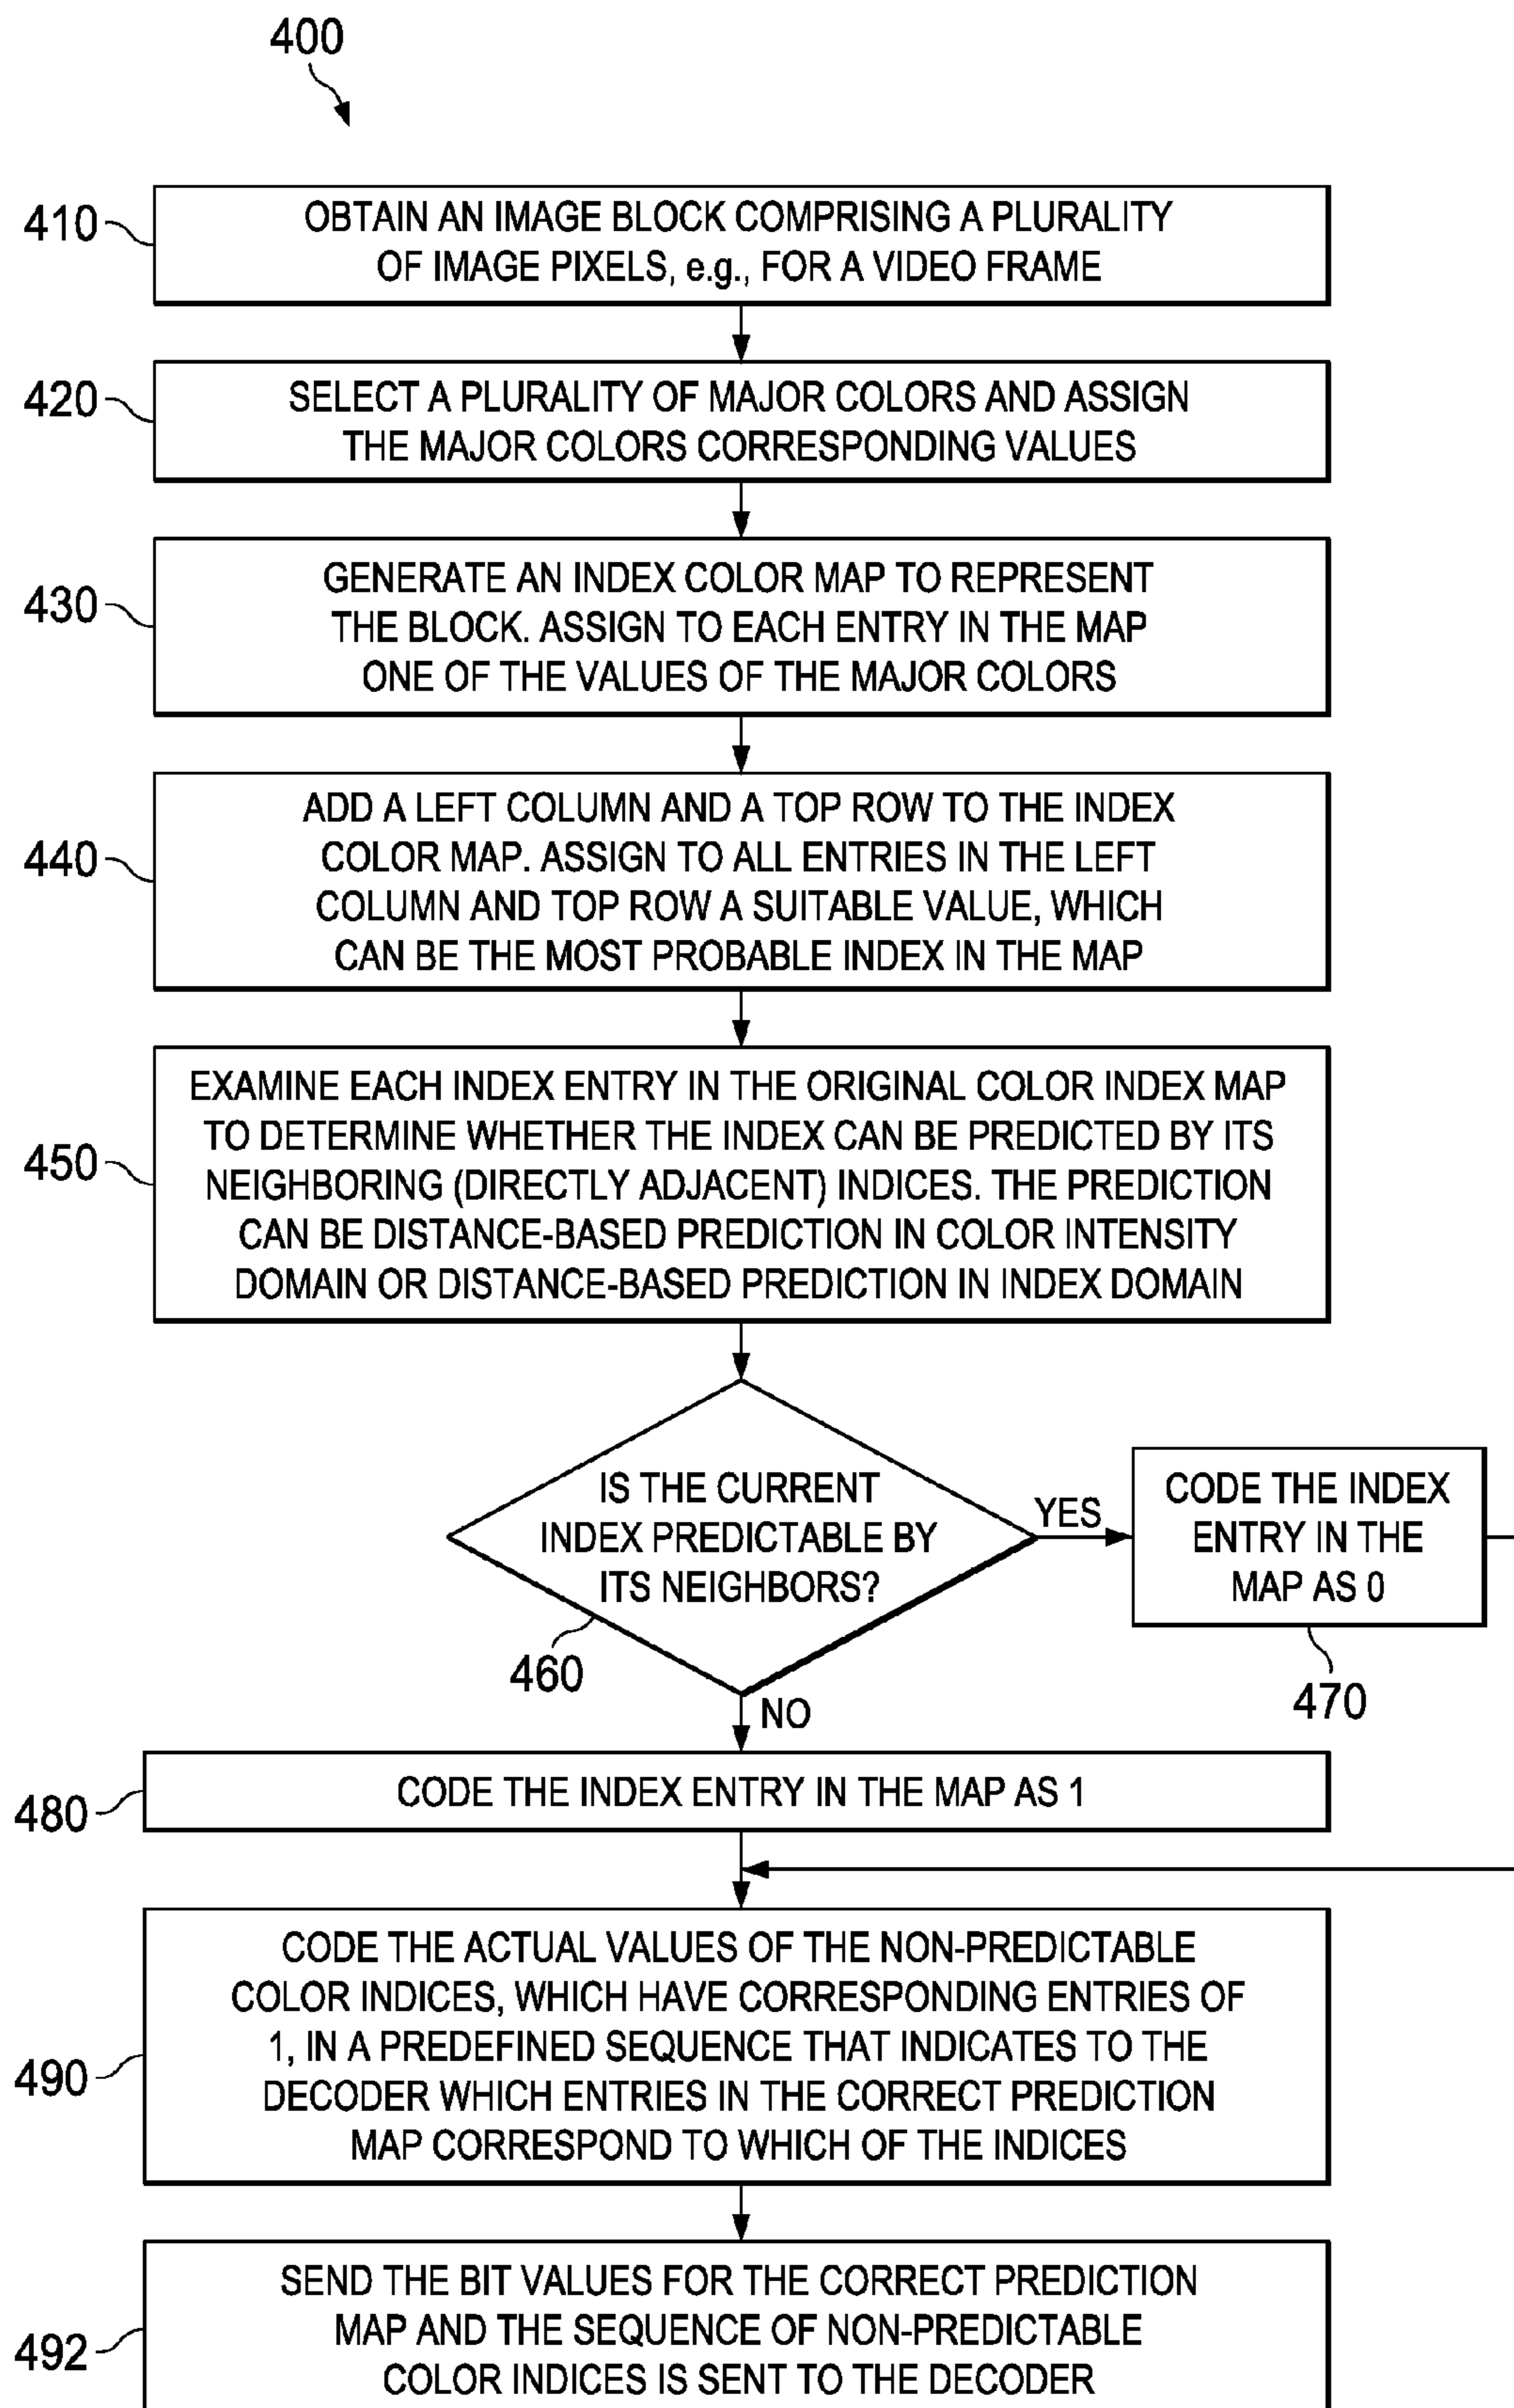 400
410
OBTAIN AN IMAGE BLOCK COMPRISING A PLURALITY
OF IMAGE PIXELS, e.g., FOR A VIDEO FRAME
420
SELECT A PLURALITY OF MAJOR COLORS AND ASSIGN
THE MAJOR COLORS CORRESPONDING VALUES
430
GENERATE AN INDEX COLOR MAP TO REPRESENT
THE BLOCK. ASSIGN TO EACH ENTRY IN THE MAP
ONE OF THE VALUES OF THE MAJOR COLORS
440
ADD A LEFT COLUMN AND A TOP ROW TO THE INDEX
COLOR MAP. ASSIGN TO ALL ENTRIES IN THE LEFT
COLUMN AND TOP ROW A SUITABLE VALUE, WHICH
CAN BE THE MOST PROBABLE INDEX IN THE MAP
450
EXAMINE EACH INDEX ENTRY IN THE ORIGINAL COLOR INDEX MAP
TO DETERMINE WHETHER THE INDEX CAN BE PREDICTED BY ITS
NEIGHBORING (DIRECTLY ADJACENT) INDICES. THE PREDICTION
CAN BE DISTANCE-BASED PREDICTION IN COLOR INTENSITY
DOMAIN OR DISTANCE-BASED PREDICTION IN INDEX DOMAIN
IS THE CURRENT
INDEX PREDICTABLE BY
ITS NEIGHBORS?
460
YES
CODE THE INDEX
ENTRY IN THE
MAP AS 0
470
NO
480
CODE THE INDEX ENTRY IN THE MAP AS 1
490
CODE THE ACTUAL VALUES OF THE NON-PREDICTABLE
COLOR INDICES, WHICH HAVE CORRESPONDING ENTRIES OF
1, IN A PREDEFINED SEQUENCE THAT INDICATES TO THE
DECODER WHICH ENTRIES IN THE CORRECT PREDICTION
MAP CORRESPOND TO WHICH OF THE INDICES
492
SEND THE BIT VALUES FOR THE CORRECT PREDICTION
MAP AND THE SEQUENCE OF NON-PREDICTABLE
COLOR INDICES IS SENT TO THE DECODER